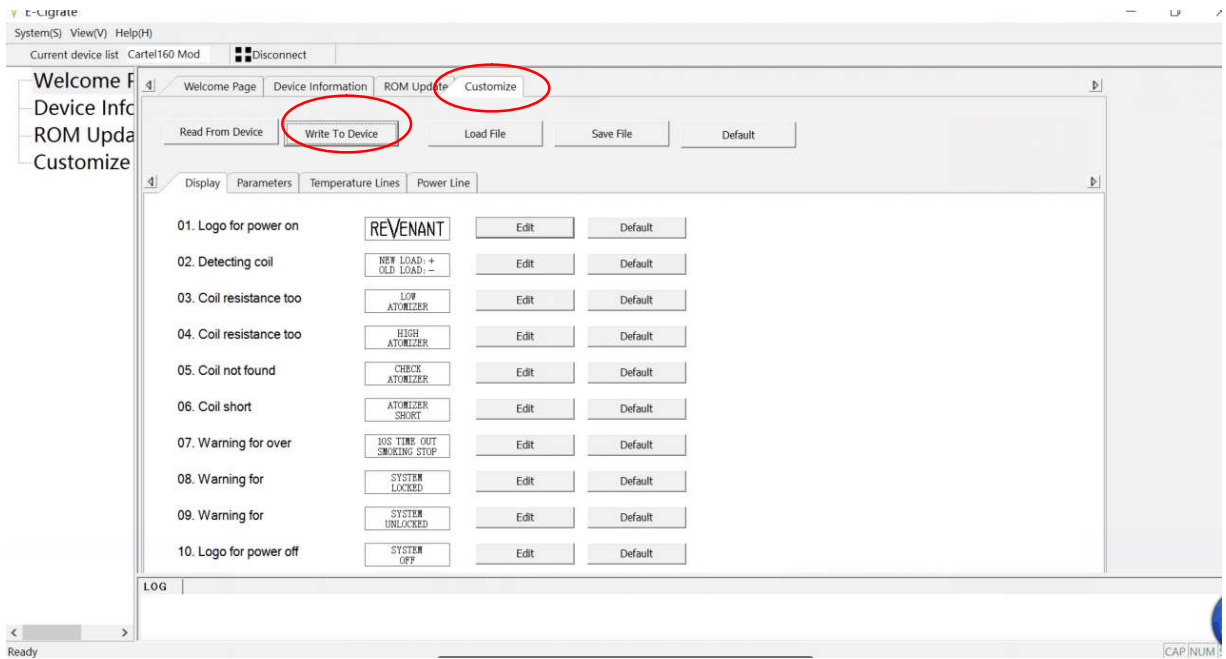 E-Cigrate
System(S) View(V) Help(H)
Current device list Cartel160 Mod Disconnect
Welcome P
Device Info
ROM Upda
Customize
Welcome Page Device Information ROM Update Customize
Read From Device Write To Device Load File Save File Default
Display Parameters Temperature Lines Power Line
01. Logo for power on REVENANT Edit Default
02. Detecting coil NEW LOAD:+ Edit Default
OLD LOAD:-
03. Coil resistance too LOW Edit Default
ATOMIZER
04. Coil resistance too HIGH Edit Default
ATOMIZER
05. Coil not found CHECK Edit Default
ATOMIZER
06. Coil short ATOMIZER Edit Default
SHORT
07. Warning for over 10S TIME OUT Edit Default
SMOKING STOP
08. Warning for SYSTEM Edit Default
LOCKED
09. Warning for SYSTEM Edit Default
UNLOCKED
10. Logo for power off SYSTEM Edit Default
OFF
LOG
Ready CAP NUM